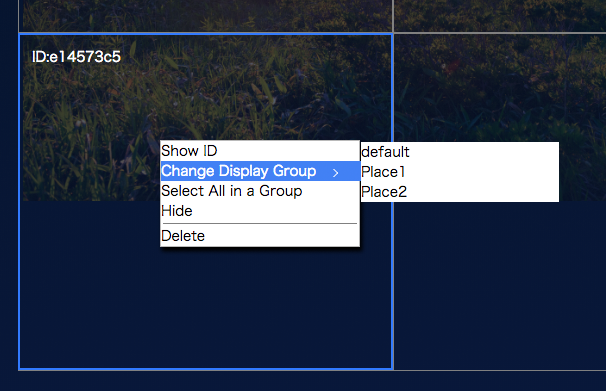 ID:e14573c5
Show ID
Change Display Group >
Select All in a Group
Hide
Delete
default
Place1
Place2